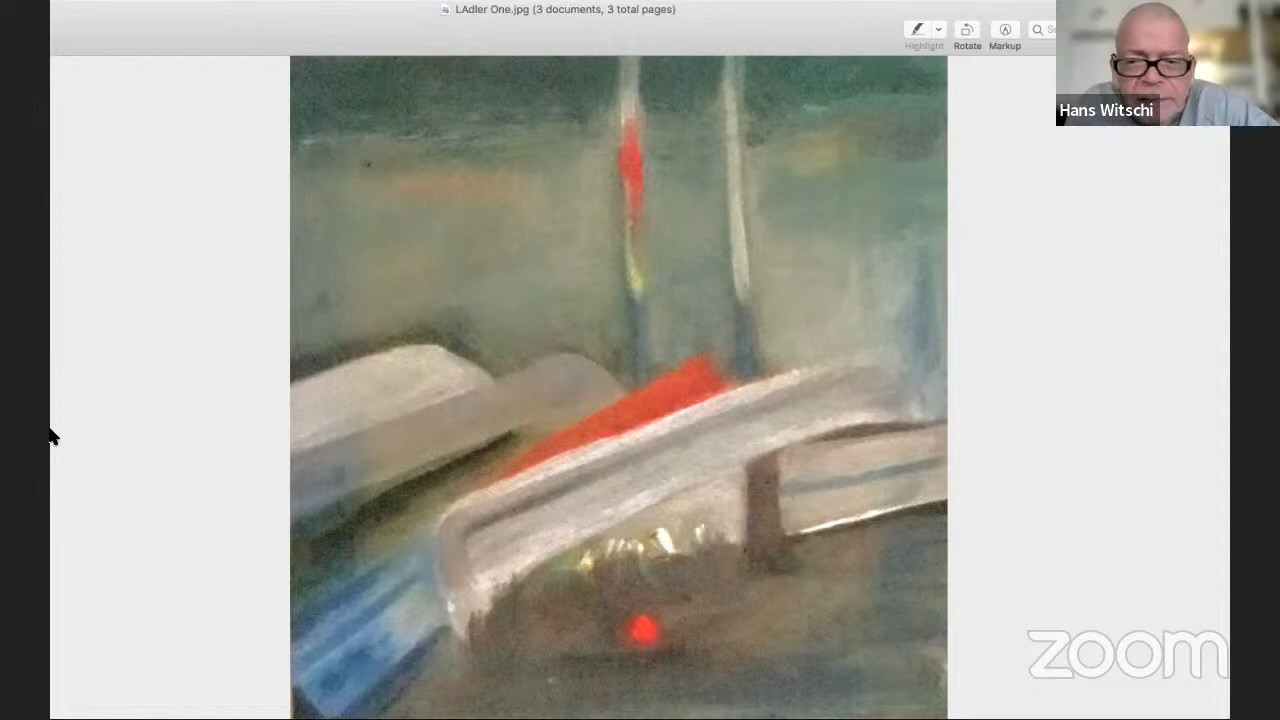 LAdler One.jpg (3 documents, 3 total pages)
Highlight
Rotate
Markup
Hans Witschi
zoom